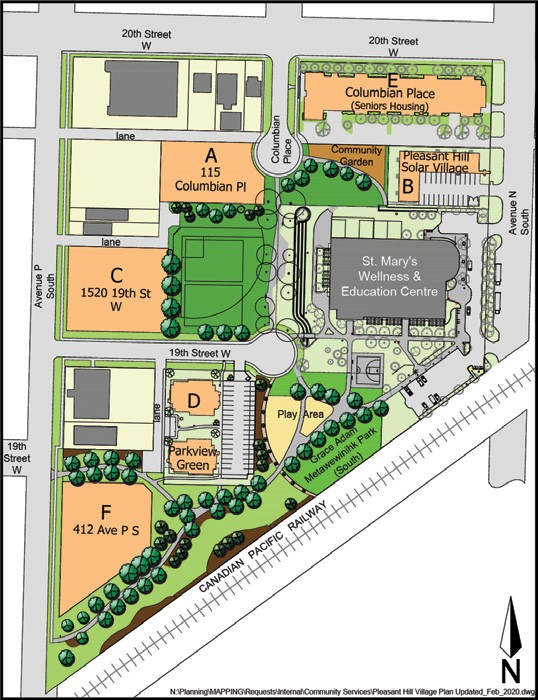 20th Street
W
20th Street
W
E
Columbian Place
(Seniors Housing)
lane
Columbian
Place
Community
Garden
A
115
Columbian Pl
Pleasant Hill
Solar Village
B
Avenue N
South
lane
St. Mary's
Wellness &
Education Centre
C
1520 19th St
W
Avenue P
South
19th Street W
D
lane
Parkview
Green
Play Area
Grace Adam
Metawewinihk Park
(South)
19th
Street
W
F
412 Ave P S
CANADIAN PACIFIC RAILWAY
N
N:\Planning\MAPPING\Requests\Internal\Community Services\Pleasant Hill Village Plan Updated_Feb_2020.dwg